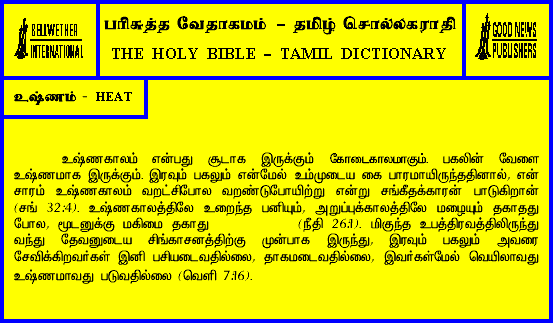 BELLWETHER
INTERNATIONAL
பரிசுத்த வேதாகமம் – தமிழ் சொல்லகராதி
THE HOLY BIBLE – TAMIL DICTIONARY
GOOD NEWS
PUBLISHERS
உஷ்ணம் - HEAT
உஷ்ணகாலம் என்பது சூடாக இருக்கும் கோடைகாலமாகும். பகலின் வேளை
உஷ்ணமாக இருக்கும். இரவும் பகலும் என்மேல் உம்முடைய கை பாரமாயிருந்ததினால், என்
சாரம் உஷ்ணகாலம் வறட்சிபோல வறண்டுபோயிற்று என்று சங்கீதக்காரன் பாடுகிறான்
(சங் 32:4). உஷ்ணகாலத்திலே உறைந்த பனியும், அறுப்புக்காலத்திலே மழையும் தகாதது
போல, மூடனுக்கு மகிமை தகாது (நீதி 26:1). மிகுந்த உபத்திரவத்திலிருந்து
வந்து தேவனுடைய சிங்காசனத்திற்கு முன்பாக இருந்து, இரவும் பகலும் அவரை
சேவிக்கிறவர்கள் இனி பசியடைவதில்லை, தாகமடைவதில்லை, இவர்கள்மேல் வெயிலாவது
உஷ்ணமாவது படுவதில்லை (வெளி 7:16).